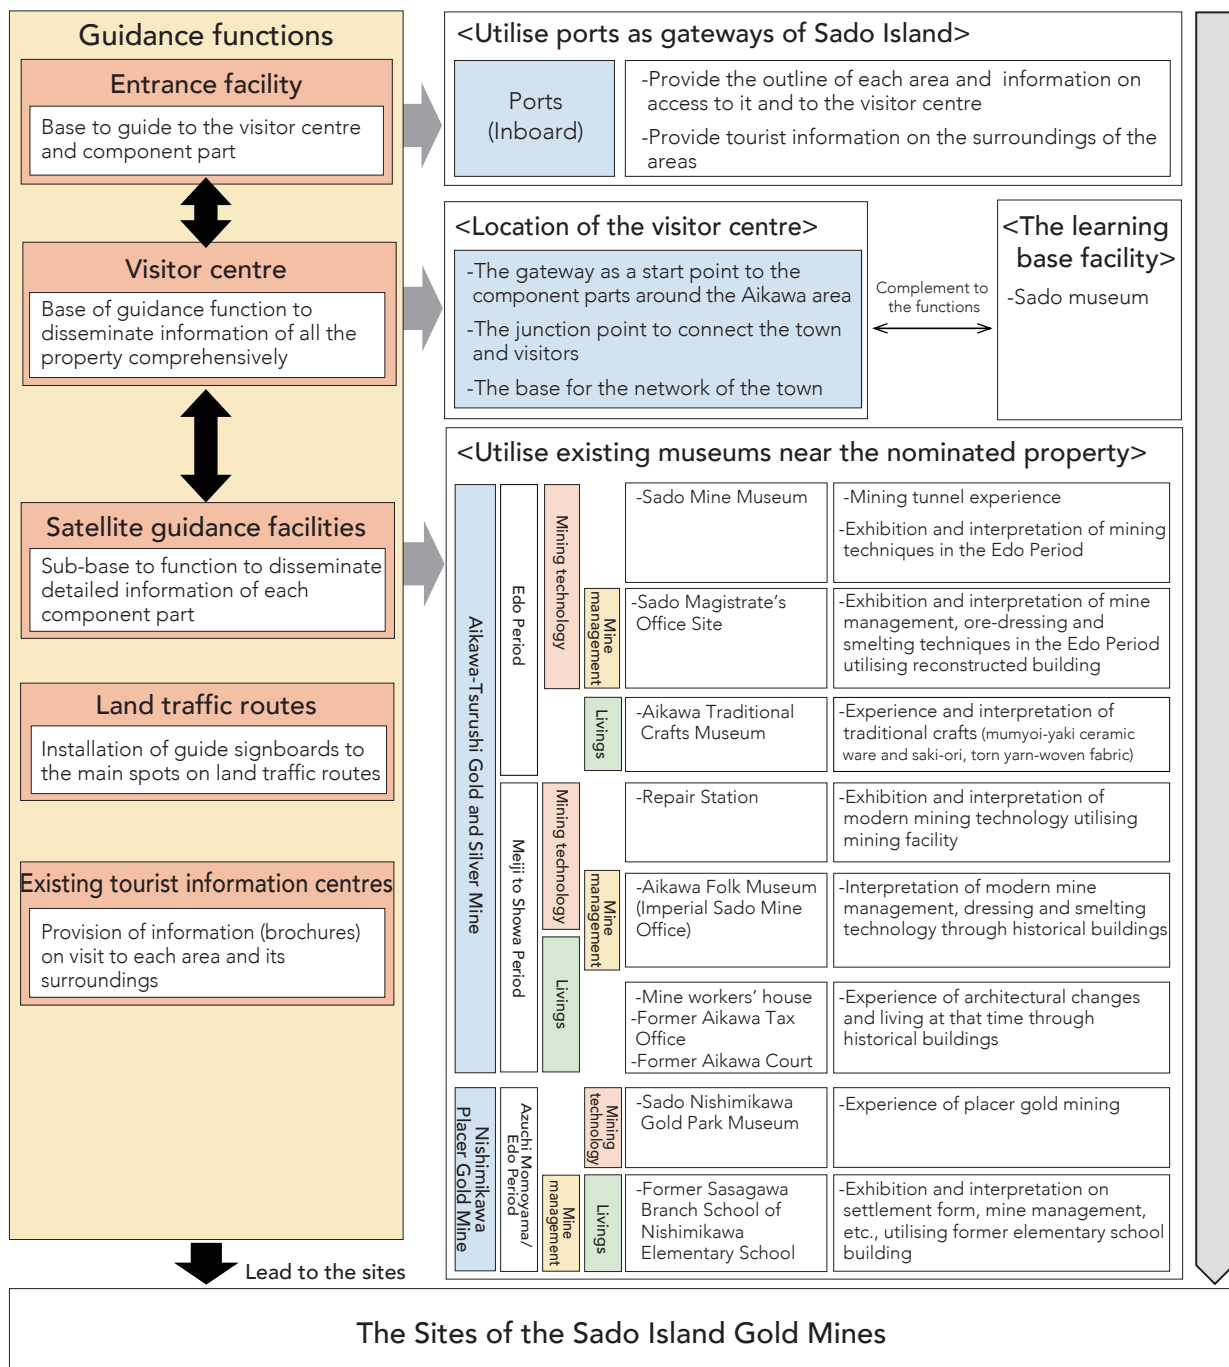 Guidance functions
Entrance facility
Base to guide to the visitor centre
and component part
Visitor centre
Base of guidance function to
disseminate information of all the
property comprehensively
Satellite guidance facilities
Sub-base to function to disseminate
detailed information of each
component part
Land traffic routes
Installation of guide signboards to
the main spots on land traffic routes
Existing tourist information centres
Provision of information (brochures)
on visit to each area and its
surroundings
<Utilise ports as gateways of Sado Island>
Ports
(Inboard)
-Provide the outline of each area and information on
access to it and to the visitor centre
-Provide tourist information on the surroundings of the
areas
<Location of the visitor centre>
-The gateway as a start point to the
component parts around the Aikawa area
-The junction point to connect the town
and visitors
-The base for the network of the town
Complement to
the functions
<The learning
base facility>
-Sado museum
<Utilise existing museums near the nominated property>
Aikawa-Tsurushi Gold and Silver Mine
Edo Period
Mining technology
-Sado Mine Museum
-Mining tunnel experience
-Exhibition and interpretation of mining
techniques in the Edo Period
Mine
management
-Sado Magistrate's
Office Site
-Exhibition and interpretation of mine
management, ore-dressing and
smelting techniques in the Edo Period
utilising reconstructed building
Livings
-Aikawa Traditional
Crafts Museum
-Experience and interpretation of
traditional crafts (mumyoi-yaki ceramic
ware and saki-ori, torn yarn-woven fabric)
Meiji to Showa Period
Mining technology
-Repair Station
-Exhibition and interpretation of
modern mining technology utilising
mining facility
Mine
management
-Aikawa Folk Museum
(Imperial Sado Mine
Office)
-Interpretation of modern mine
management, dressing and smelting
technology through historical buildings
Livings
-Mine workers' house
-Former Aikawa Tax
Office
-Former Aikawa Court
-Experience of architectural changes
and living at that time through
historical buildings
Nishimikawa
Placer Gold Mine
Azuchi Momoyama/
Edo Period
Mining
technology
-Sado Nishimikawa
Gold Park Museum
-Experience of placer gold mining
Mine
management
Livings
-Former Sasagawa
Branch School of
Nishimikawa
Elementary School
-Exhibition and interpretation on
settlement form, mine management,
etc., utilising former elementary school
building
Lead to the sites
The Sites of the Sado Island Gold Mines